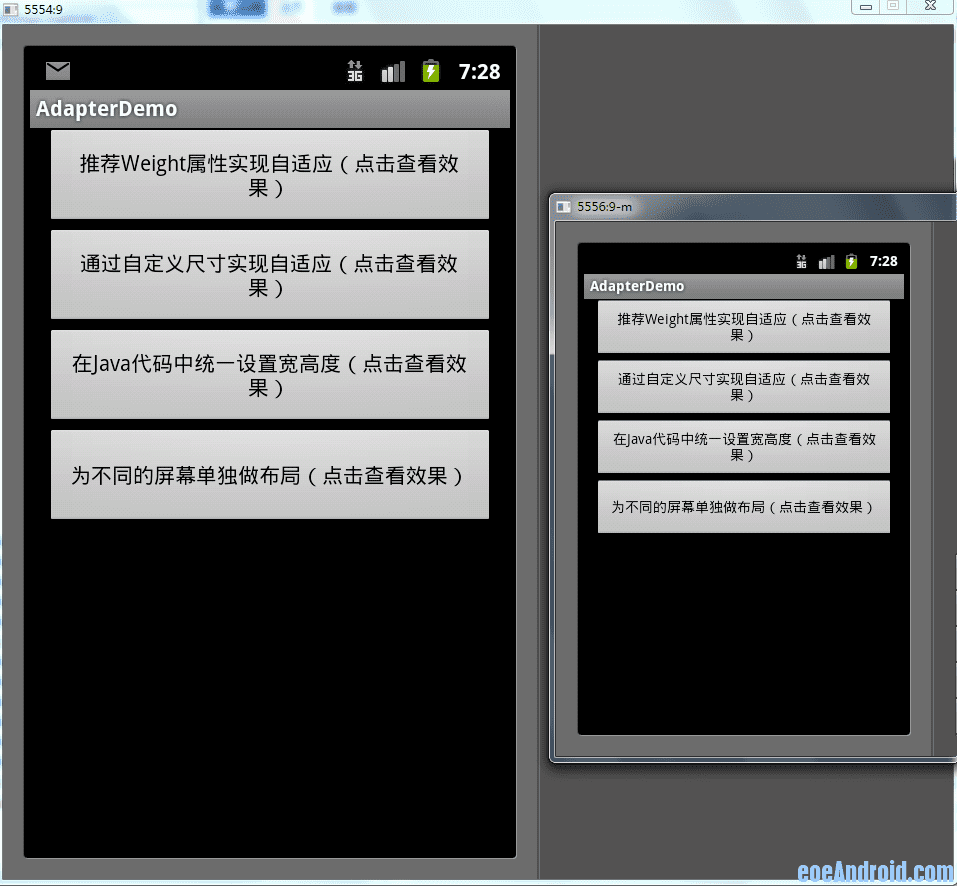 5554:9
3G
7:28
AdapterDemo
推荐Weight属性实现自适应（点击查看效
果）
通过自定义尺寸实现自适应（点击查看效
果）
在Java代码中统一设置宽高度（点击查看效
果）
为不同的屏幕单独做布局（点击查看效果）
5556:9-m
3G
7:28
AdapterDemo
推荐Weight属性实现自适应（点击查看效
果）
通过自定义尺寸实现自适应（点击查看效
果）
在Java代码中统一设置宽高度（点击查看效
果）
为不同的屏幕单独做布局（点击查看效果）
eoeAndroid.com